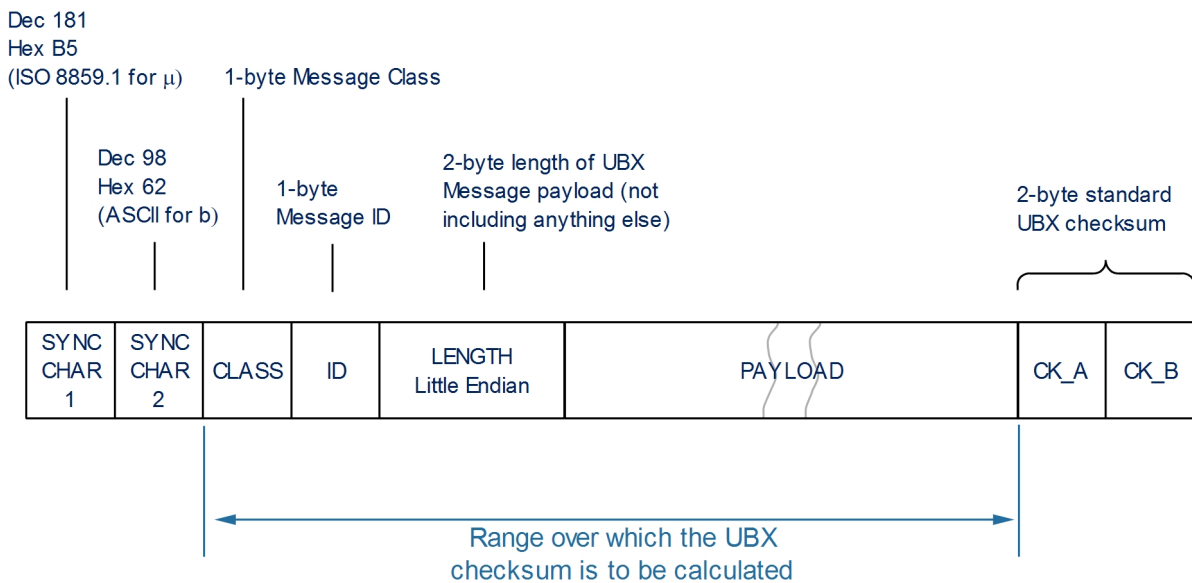 Dec 181
Hex B5
(ISO 8859.1 for μ)
1-byte Message Class
Dec 98
Hex 62
(ASCII for b)
1-byte
Message ID
2-byte length of UBX
Message payload (not
including anything else)
2-byte standard
UBX checksum
SYNC
CHAR
1
SYNC
CHAR
2
CLASS
ID
LENGTH
Little Endian
PAYLOAD
CK_A
CK_B
Range over which the UBX
checksum is to be calculated